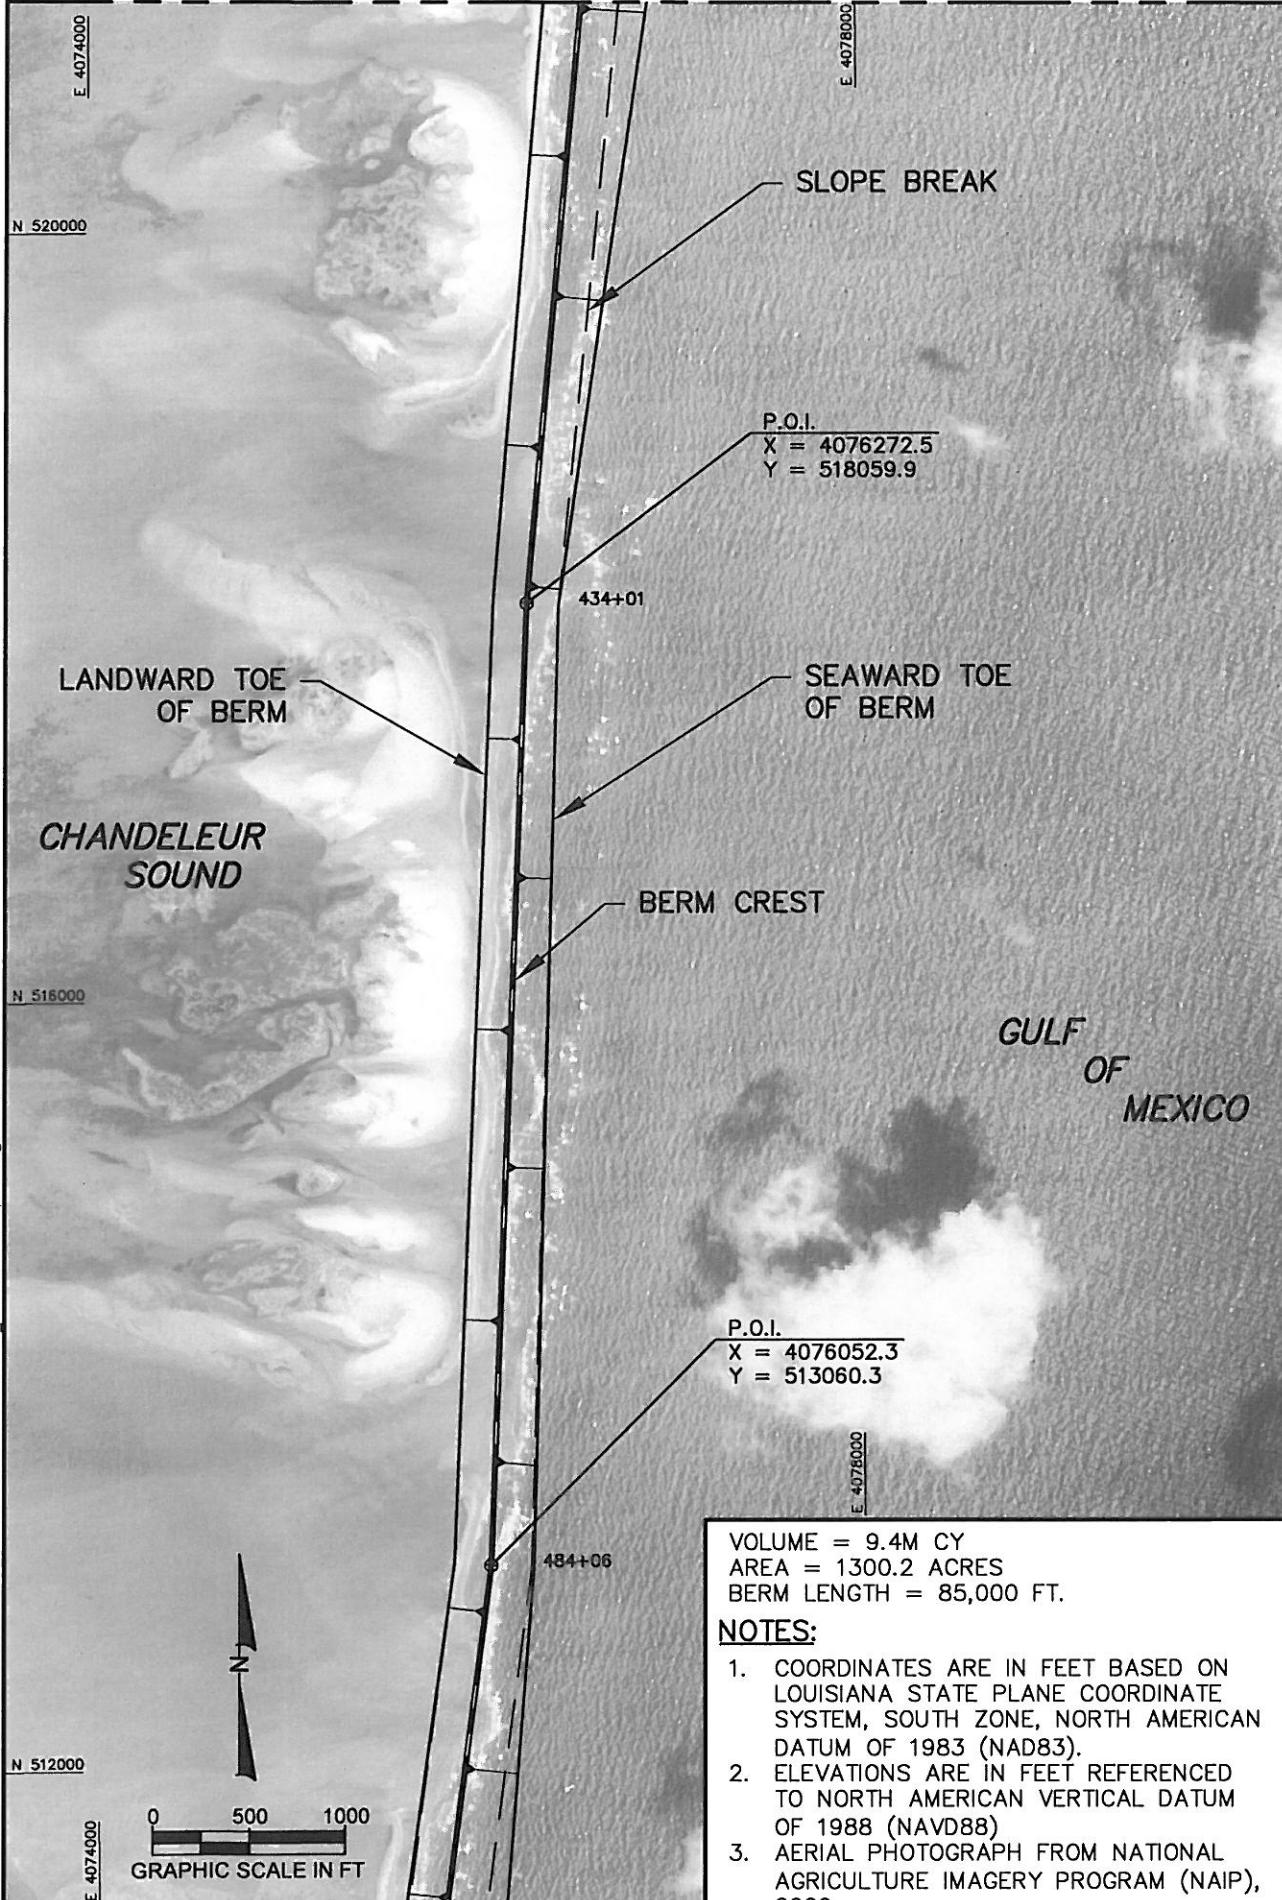 E 4074000
E 4078000
SLOPE BREAK
N 520000
P.O.I.
X = 4076272.5
Y = 518059.9
434+01
LANDWARD TOE
OF BERM
SEAWARD TOE
OF BERM
CHANDELEUR
SOUND
BERM CREST
N 516000
GULF
OF
MEXICO
P.O.I.
X = 4076052.3
Y = 513060.3
E 4078000
484+06
VOLUME = 9.4M CY
AREA = 1300.2 ACRES
BERM LENGTH = 85,000 FT.
NOTES:
1. COORDINATES ARE IN FEET BASED ON
LOUISIANA STATE PLANE COORDINATE
SYSTEM, SOUTH ZONE, NORTH AMERICAN
DATUM OF 1983 (NAD83).
2. ELEVATIONS ARE IN FEET REFERENCED
TO NORTH AMERICAN VERTICAL DATUM
OF 1988 (NAVD88)
3. AERIAL PHOTOGRAPH FROM NATIONAL
AGRICULTURE IMAGERY PROGRAM (NAIP),
N
N 512000
0 500 1000
GRAPHIC SCALE IN FT
E 4074000